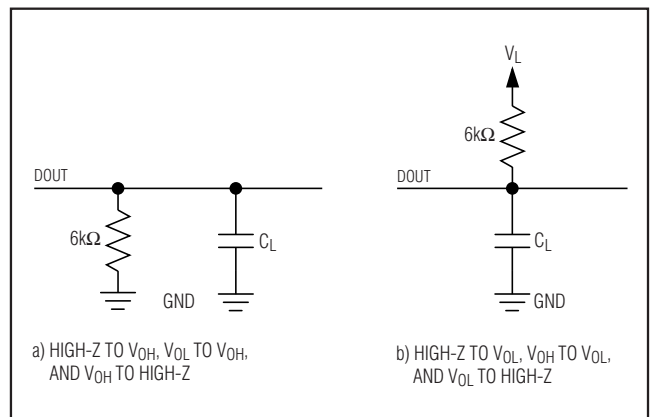 DOUT
6kΩ
C_L
GND
a) HIGH-Z TO V_OH, V_OL TO V_OH,
AND V_OH TO HIGH-Z
V_L
6kΩ
DOUT
C_L
GND
b) HIGH-Z TO V_OL, V_OH TO V_OL,
AND V_OL TO HIGH-Z